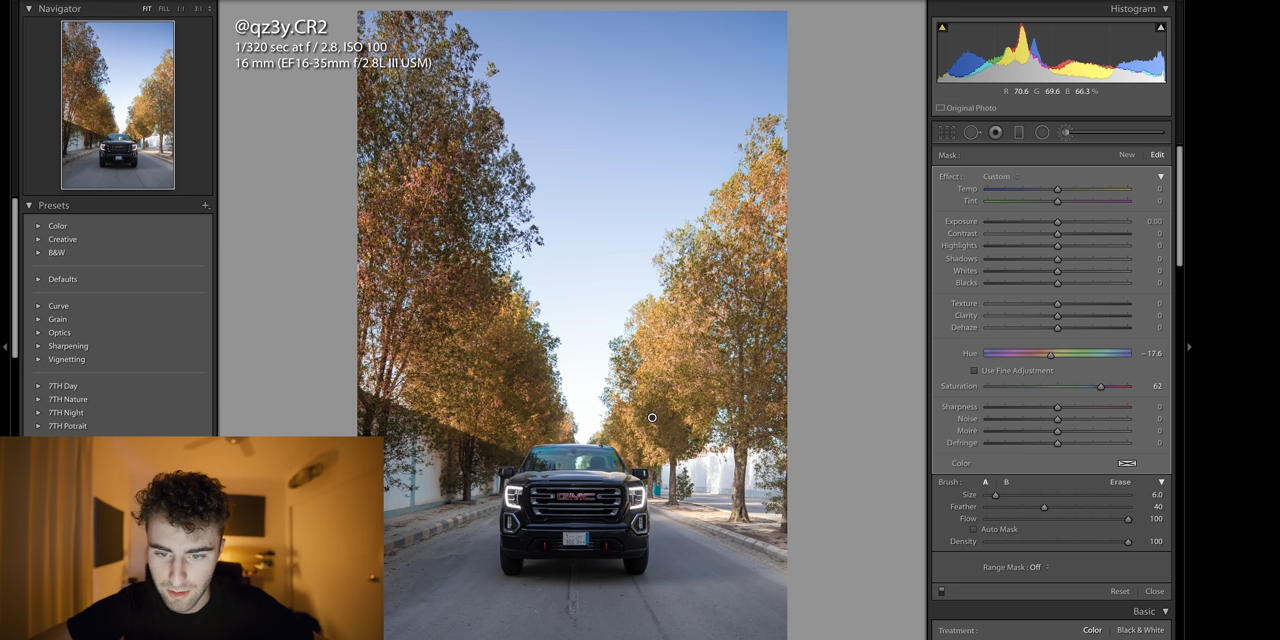 Navigator
FIT FILL 1:1 1:3
@qz3y.CR2
1/320 sec at f / 2.8, ISO 100
16 mm (EF16-35mm f/2.8L III USM)
Presets
Color
Creative
B&W
Defaults
Curve
Grain
Optics
Sharpening
Vignetting
7TH Day
7TH Nature
7TH Night
7TH Potrait
GMC
Histogram
R 70.6 G 69.6 B 66.3 %
Original Photo
Mask : New Edit
Effect : Custom
Temp 0
Tint 0
Exposure 0.00
Contrast 0
Highlights 0
Shadows 0
Whites 0
Blacks 0
Texture 0
Clarity 0
Dehaze 0
Hue – 17.6
Use Fine Adjustment
Saturation 62
Sharpness 0
Noise 0
Moiré 0
Defringe 0
Color
Brush : A B Erase
Size 6.0
Feather 40
Flow 100
Auto Mask
Density 100
Range Mask : Off
Reset Close
Basic
Treatment : Color Black & White